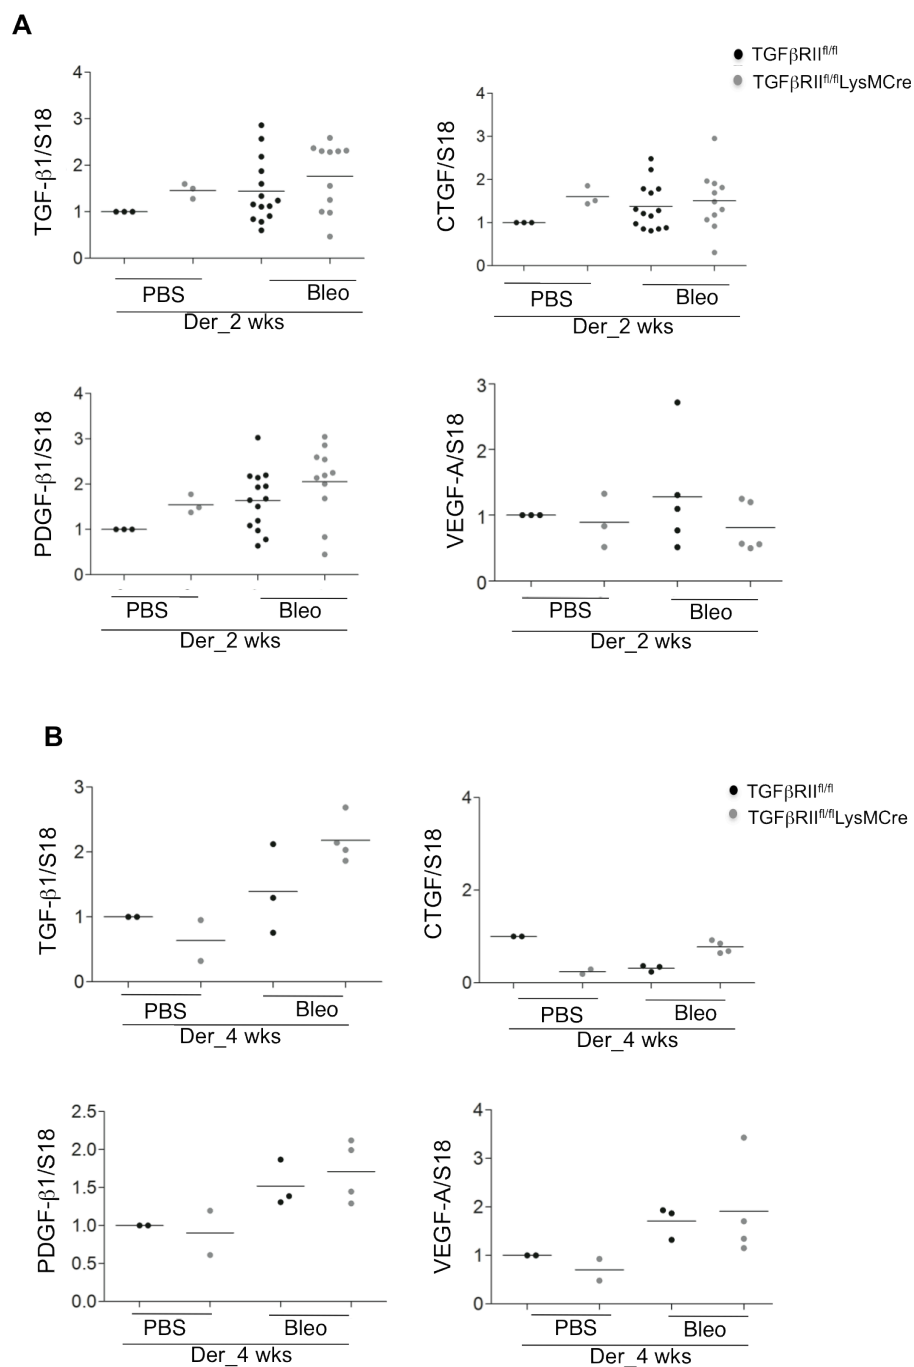 A
TGFβRII^fl/fl
TGFβRII^fl/fl LysMCre
TGF-β1/S18
4
3
2
1
0
PBS
Bleo
Der_2 wks
CTGF/S18
4
3
2
1
0
PBS
Bleo
Der_2 wks
PDGF-β1/S18
4
3
2
1
0
PBS
Bleo
Der_2 wks
VEGF-A/S18
3
2
1
0
PBS
Bleo
Der_2 wks
B
TGFβRII^fl/fl
TGFβRII^fl/fl LysMCre
TGF-β1/S18
3
2
1
0
PBS
Bleo
Der_4 wks
CTGF/S18
4
2
0
PBS
Bleo
Der_4 wks
PDGF-β1/S18
2.5
2.0
1.5
1.0
0.5
0.0
PBS
Bleo
Der_4 wks
VEGF-A/S18
4
3
2
1
0
PBS
Bleo
Der_4 wks